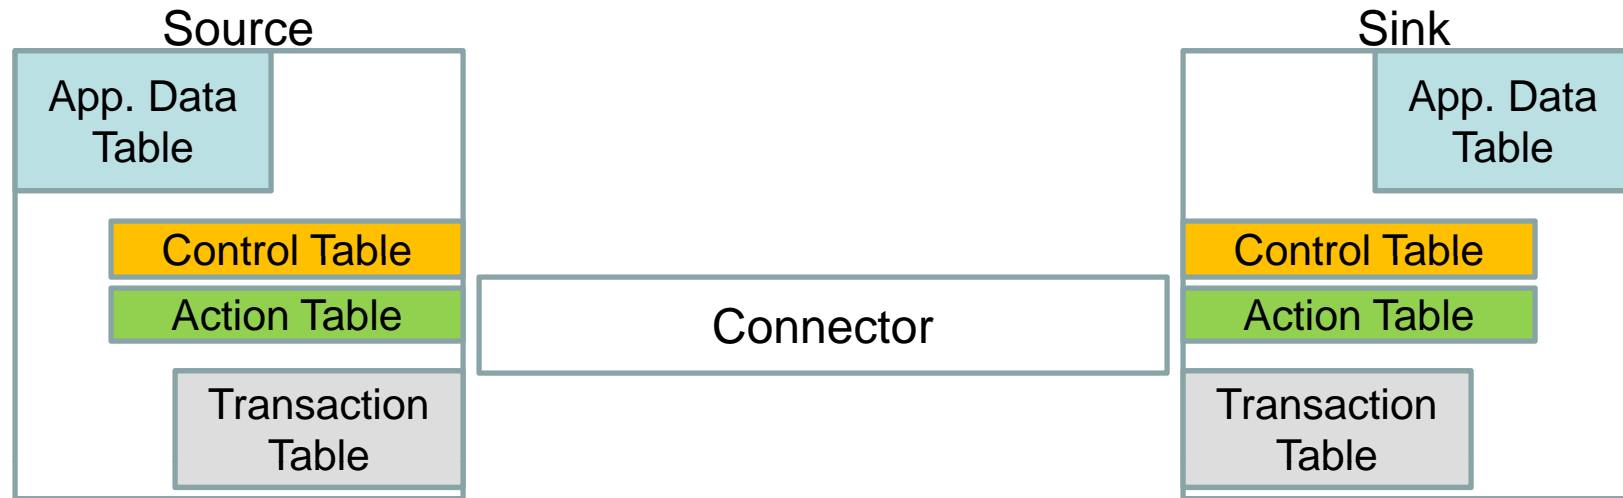 Source
App. Data
Table
Control Table
Action Table
Transaction
Table
Connector
Sink
App. Data
Table
Control Table
Action Table
Transaction
Table